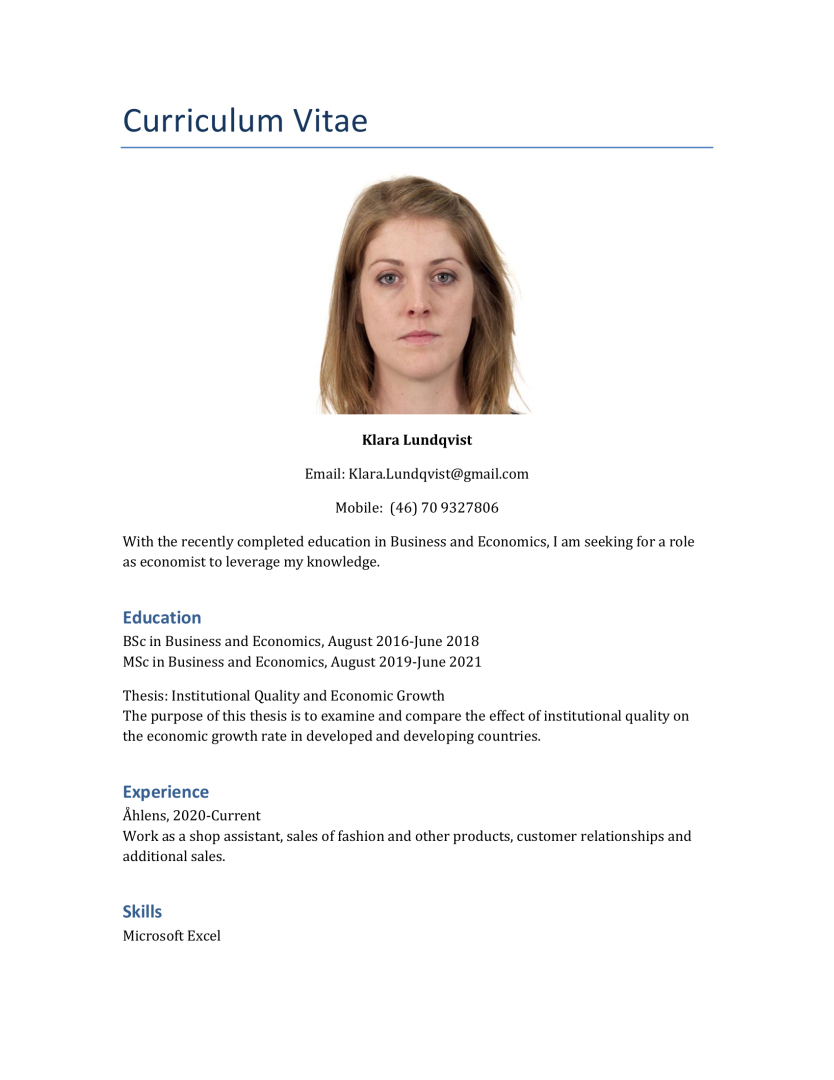 Curriculum Vitae
Klara Lundqvist
Email: Klara.Lundqvist@gmail.com
Mobile:  (46) 70 9327806
With the recently completed education in Business and Economics, I am seeking for a role
as economist to leverage my knowledge.
Education
BSc in Business and Economics, August 2016-June 2018
MSc in Business and Economics, August 2019-June 2021
Thesis: Institutional Quality and Economic Growth
The purpose of this thesis is to examine and compare the effect of institutional quality on
the economic growth rate in developed and developing countries.
Experience
Åhlens, 2020-Current
Work as a shop assistant, sales of fashion and other products, customer relationships and
additional sales.
Skills
Microsoft Excel